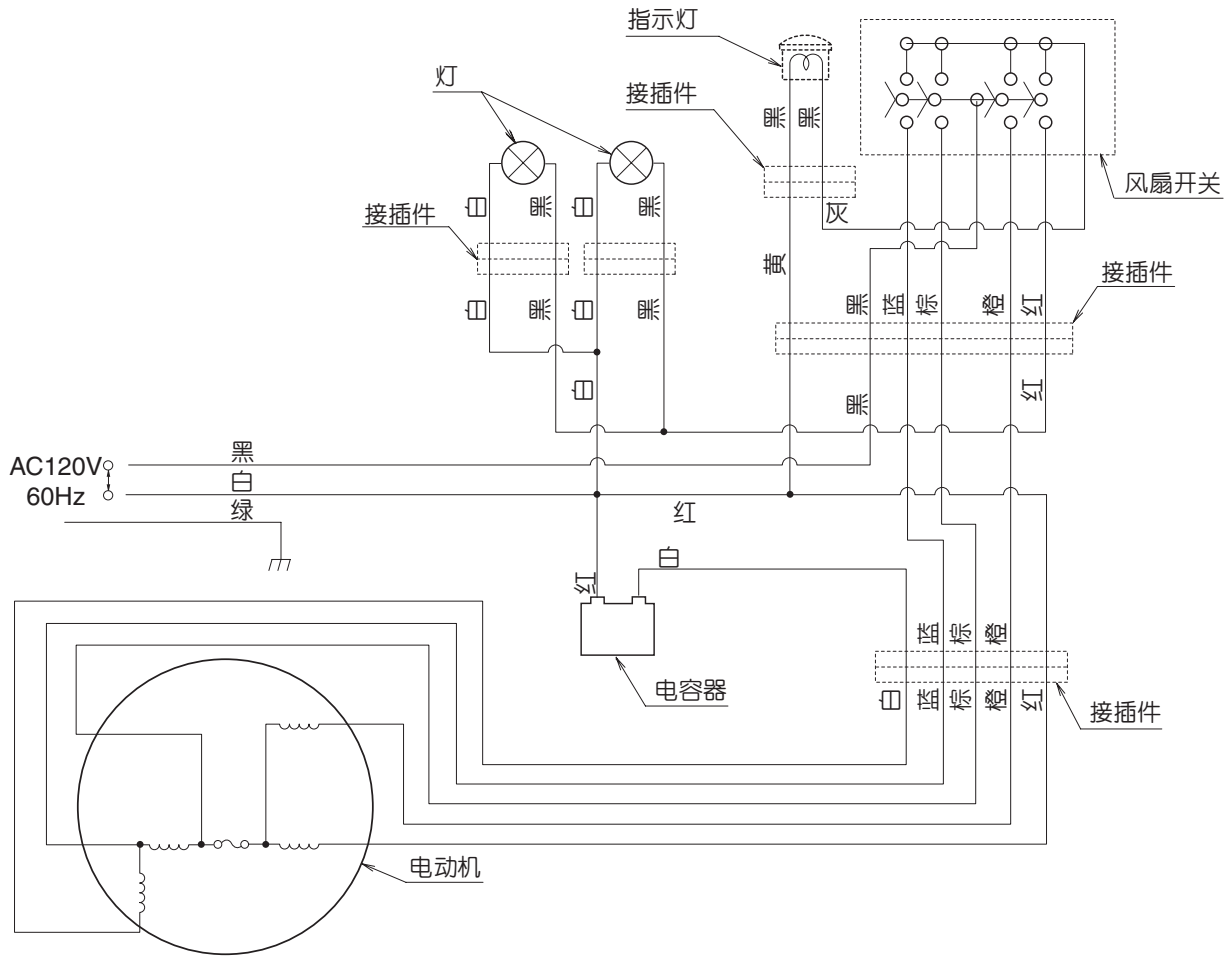 指示灯
灯
接插件
黑
黑
风扇开关
白
黑
白
黑
灰
接插件
黄
接插件
白
黑
白
黑
黑
蓝
棕
橙
红
白
黑
红
AC120V
60Hz
黑
白
绿
红
白
红
蓝
棕
橙
电容器
白
蓝
棕
橙
红
接插件
电动机